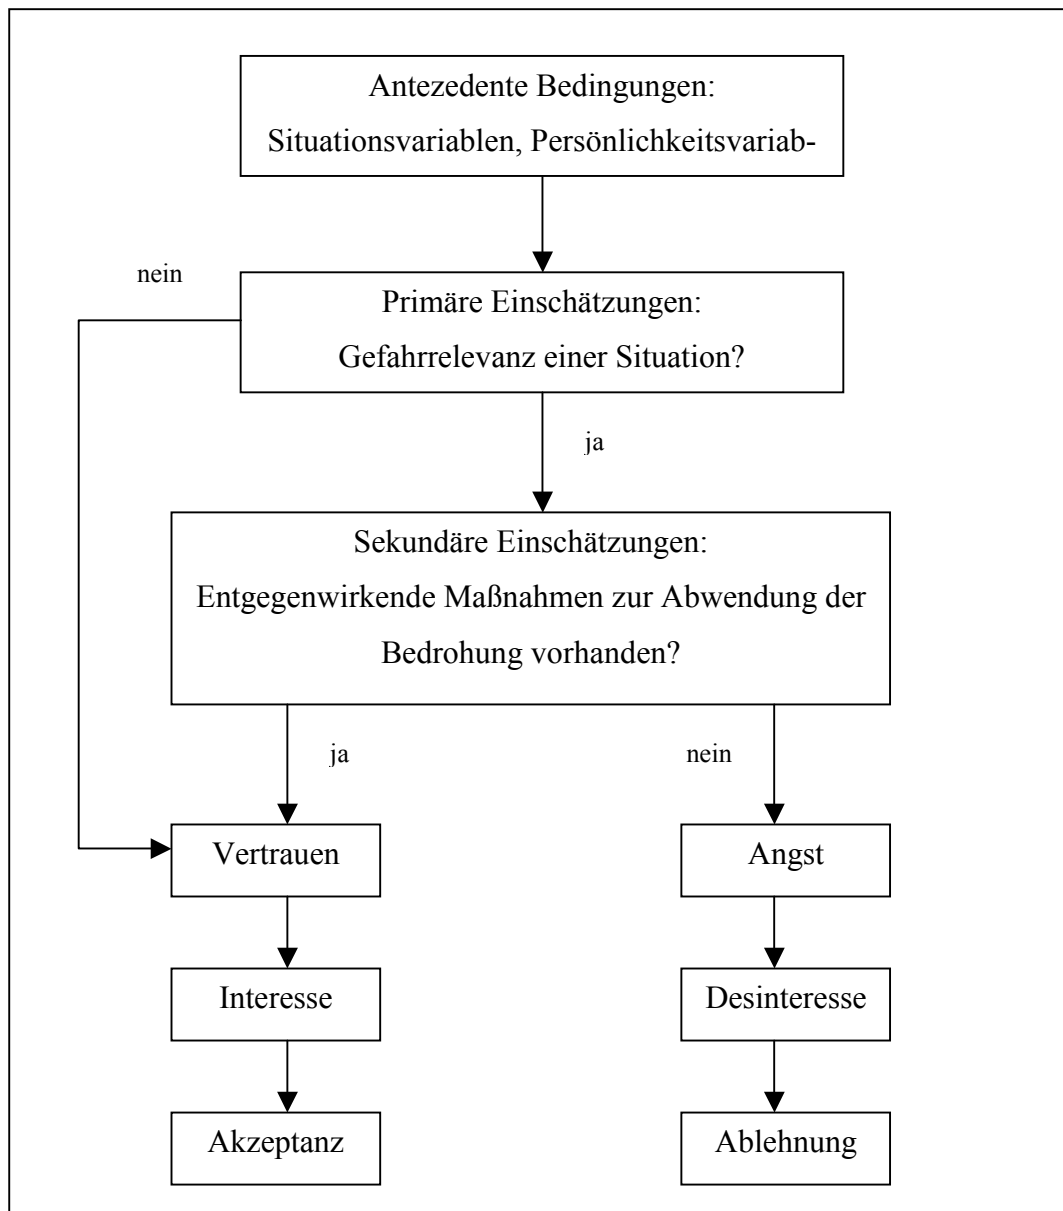 Antezedente Bedingungen:
Situationsvariablen, Persönlichkeitsvariab-
nein
Primäre Einschätzungen:
Gefahrrelevanz einer Situation?
ja
Sekundäre Einschätzungen:
Entgegenwirkende Maßnahmen zur Abwendung der
Bedrohung vorhanden?
ja
nein
Vertrauen
Angst
Interesse
Desinteresse
Akzeptanz
Ablehnung